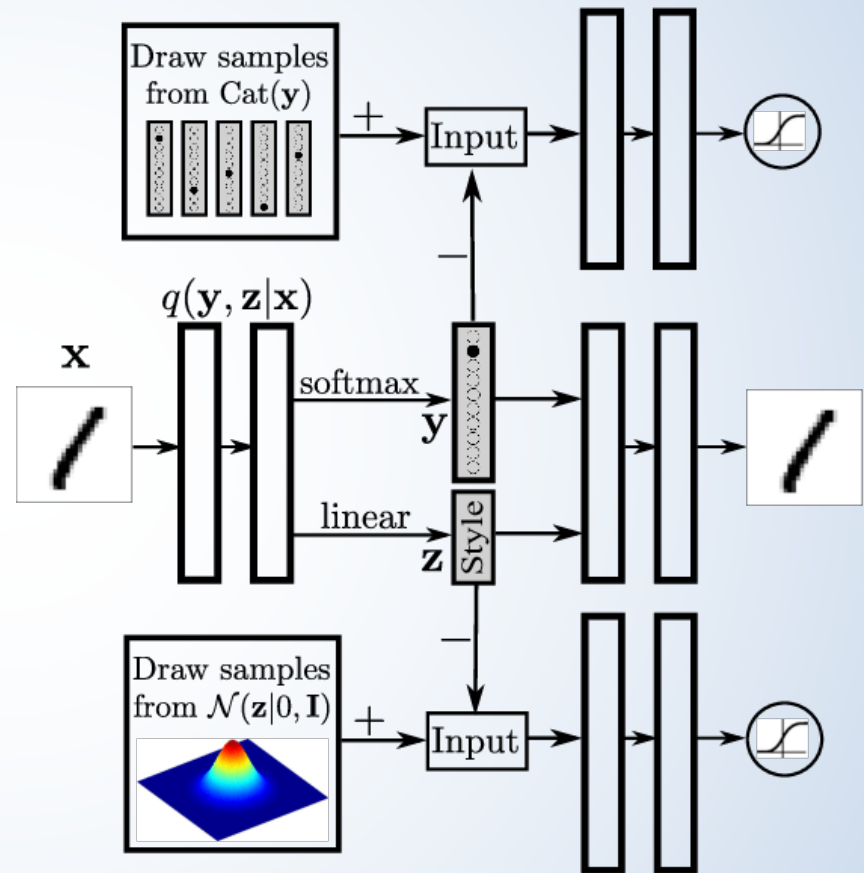 Draw samples
from Cat(y)
+
Input
−
q(y, z|x)
x
softmax
y
linear
z
Style
−
Draw samples
from 𝒩(z|0, I)
+
Input